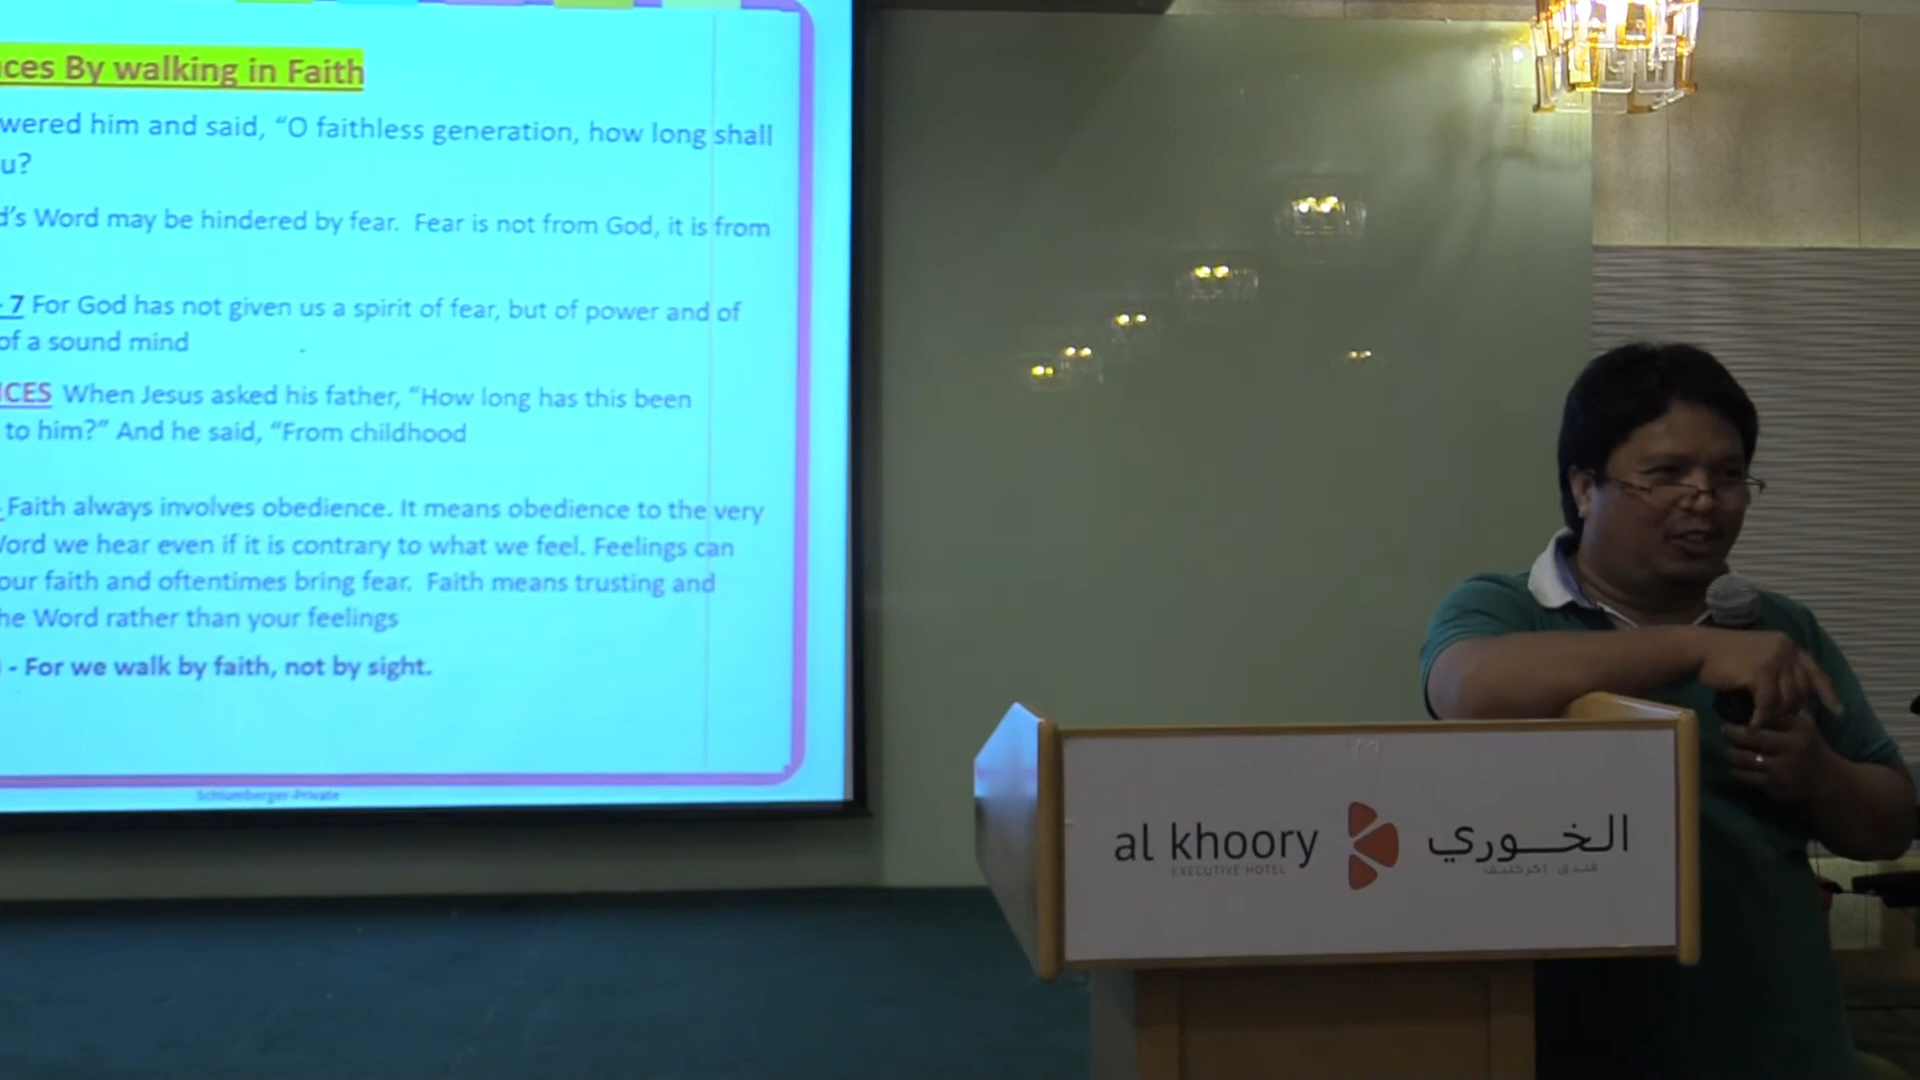 ces By walking in Faith
wered him and said, “O faithless generation, how long shall
u?
d’s Word may be hindered by fear. Fear is not from God, it is from
- 7 For God has not given us a spirit of fear, but of power and of
of a sound mind
ICES When Jesus asked his father, “How long has this been
to him?” And he said, “From childhood
Faith always involves obedience. It means obedience to the very
Word we hear even if it is contrary to what we feel. Feelings can
our faith and oftentimes bring fear. Faith means trusting and
he Word rather than your feelings
- For we walk by faith, not by sight.
Schlumberger-Private
al khoory
EXECUTIVE HOTEL
الخوري
فندق اكزكتيف